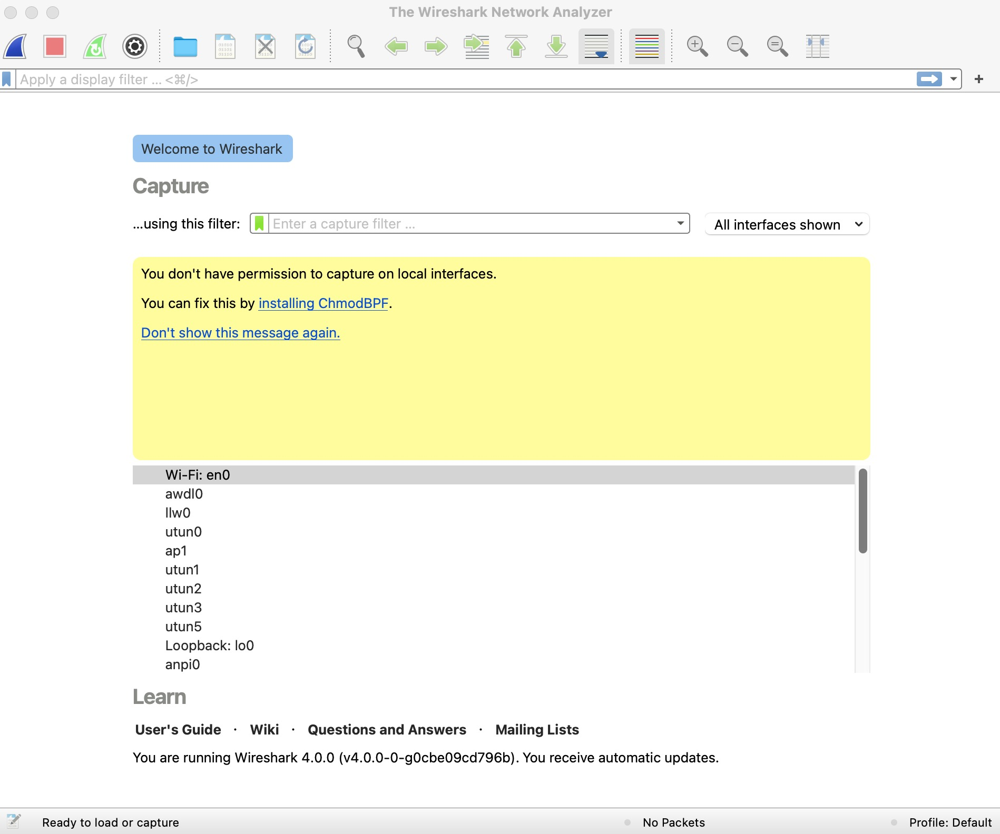 The Wireshark Network Analyzer
Apply a display filter ... <⌘/>
Welcome to Wireshark
Capture
...using this filter: Enter a capture filter ... All interfaces shown
You don't have permission to capture on local interfaces.
You can fix this by installing ChmodBPF.
Don't show this message again.
Wi-Fi: en0
awdl0
llw0
utun0
ap1
utun1
utun2
utun3
utun5
Loopback: lo0
anpi0
Learn
User's Guide · Wiki · Questions and Answers · Mailing Lists
You are running Wireshark 4.0.0 (v4.0.0-0-g0cbe09cd796b). You receive automatic updates.
Ready to load or capture No Packets Profile: Default